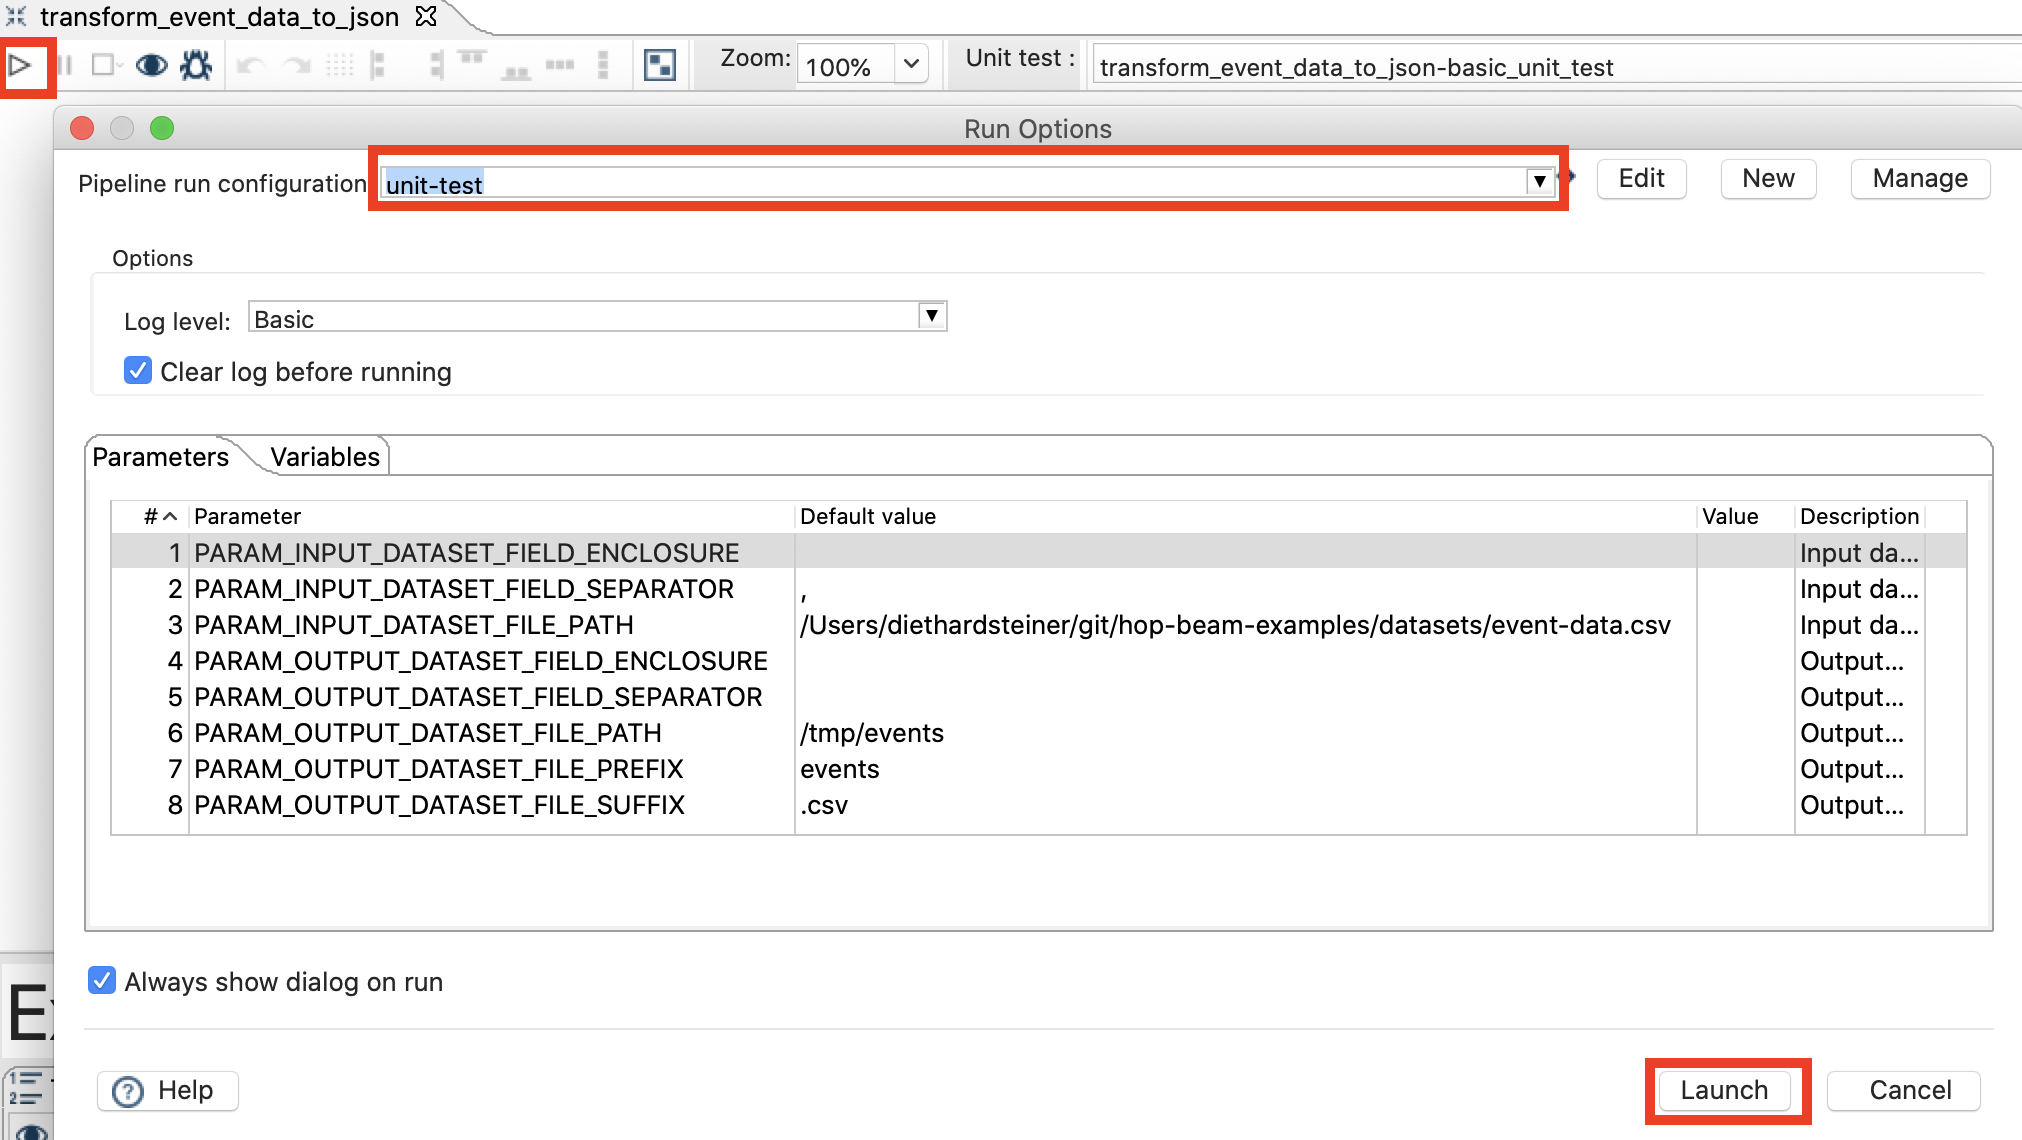 transform_event_data_to_json
Zoom: 100% Unit test : transform_event_data_to_json-basic_unit_test
Run Options
Pipeline run configuration unit-test Edit New Manage
Options
Log level: Basic
Clear log before running
Parameters Variables
# Parameter Default value Value Description
1 PARAM_INPUT_DATASET_FIELD_ENCLOSURE Input da...
2 PARAM_INPUT_DATASET_FIELD_SEPARATOR , Input da...
3 PARAM_INPUT_DATASET_FILE_PATH /Users/diethardsteiner/git/hop-beam-examples/datasets/event-data.csv Input da...
4 PARAM_OUTPUT_DATASET_FIELD_ENCLOSURE Output...
5 PARAM_OUTPUT_DATASET_FIELD_SEPARATOR Output...
6 PARAM_OUTPUT_DATASET_FILE_PATH /tmp/events Output...
7 PARAM_OUTPUT_DATASET_FILE_PREFIX events Output...
8 PARAM_OUTPUT_DATASET_FILE_SUFFIX .csv Output...
Always show dialog on run
? Help Launch Cancel